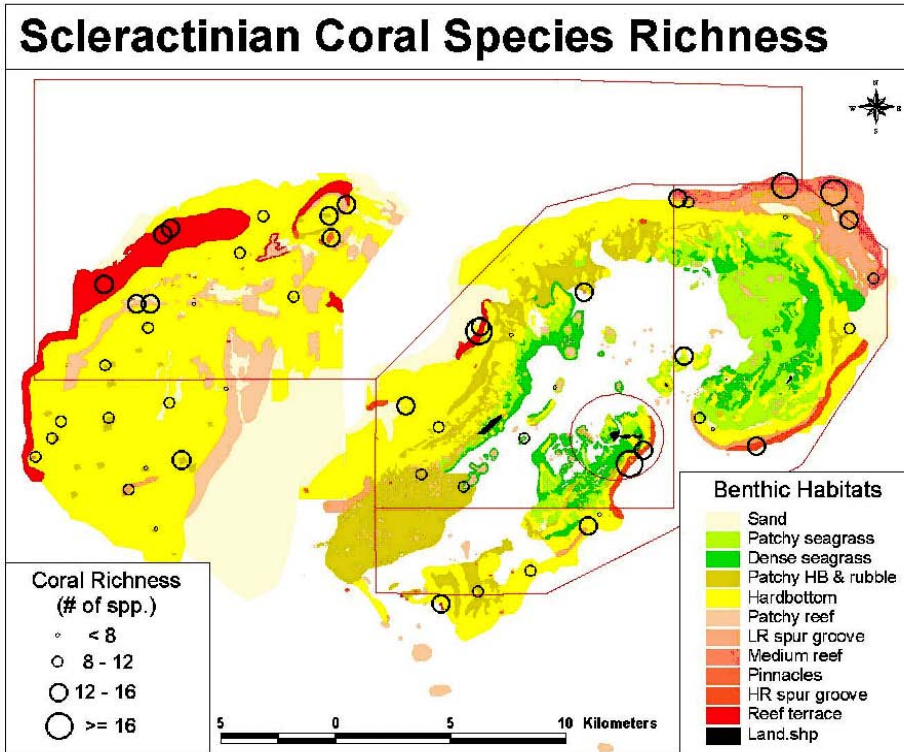 Scleractinian Coral Species Richness
N
W E
S
Benthic Habitats
Sand
Patchy seagrass
Dense seagrass
Patchy HB & rubble
Hardbottom
Patchy reef
LR spur groove
Medium reef
Pinnacles
HR spur groove
Reef terrace
Land.shp
Coral Richness
(# of spp.)
< 8
8 - 12
12 - 16
>= 16
5 0 5 10 Kilometers